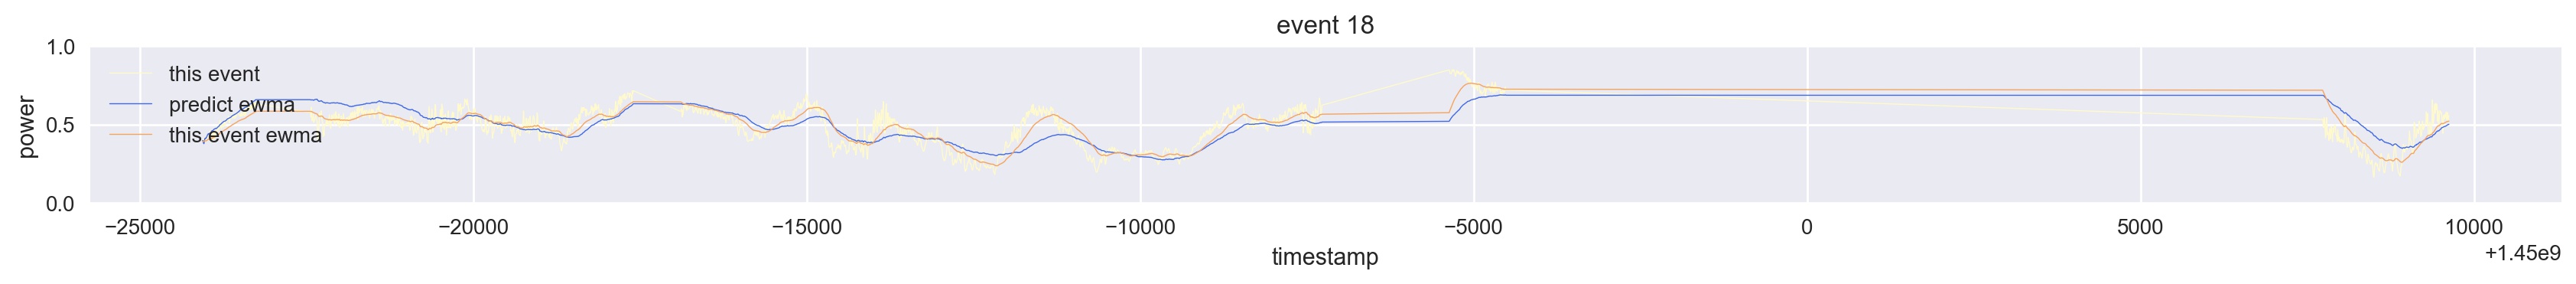 event 18
1.0
0.5
0.0
power
this event
predict ewma
this event ewma
−25000 −20000 −15000 −10000 −5000 0 5000 10000
timestamp
+1.45e9